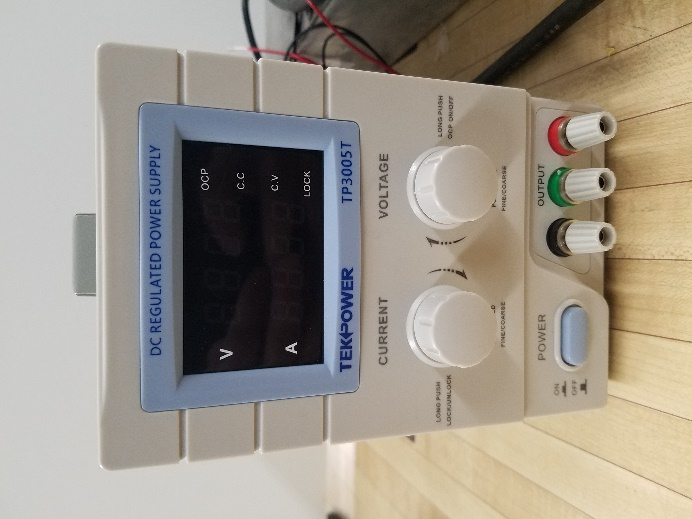 DC REGULATED POWER SUPPLY
V
A
OCP
C.C
C.V
LOCK
TEKPOWER
TP3005T
CURRENT
VOLTAGE
LONG PUSH
LOCK/UNLOCK
FINE/COARSE
FINE/COARSE
LONG PUSH
OCP ON/OFF
POWER
ON
OFF
OUTPUT